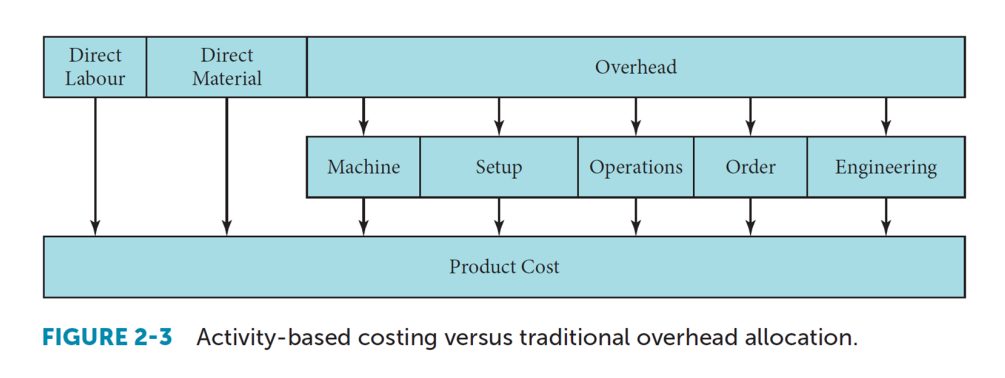 Direct
Labour
Direct
Material
Overhead
Machine
Setup
Operations
Order
Engineering
Product Cost
FIGURE 2-3 Activity-based costing versus traditional overhead allocation.